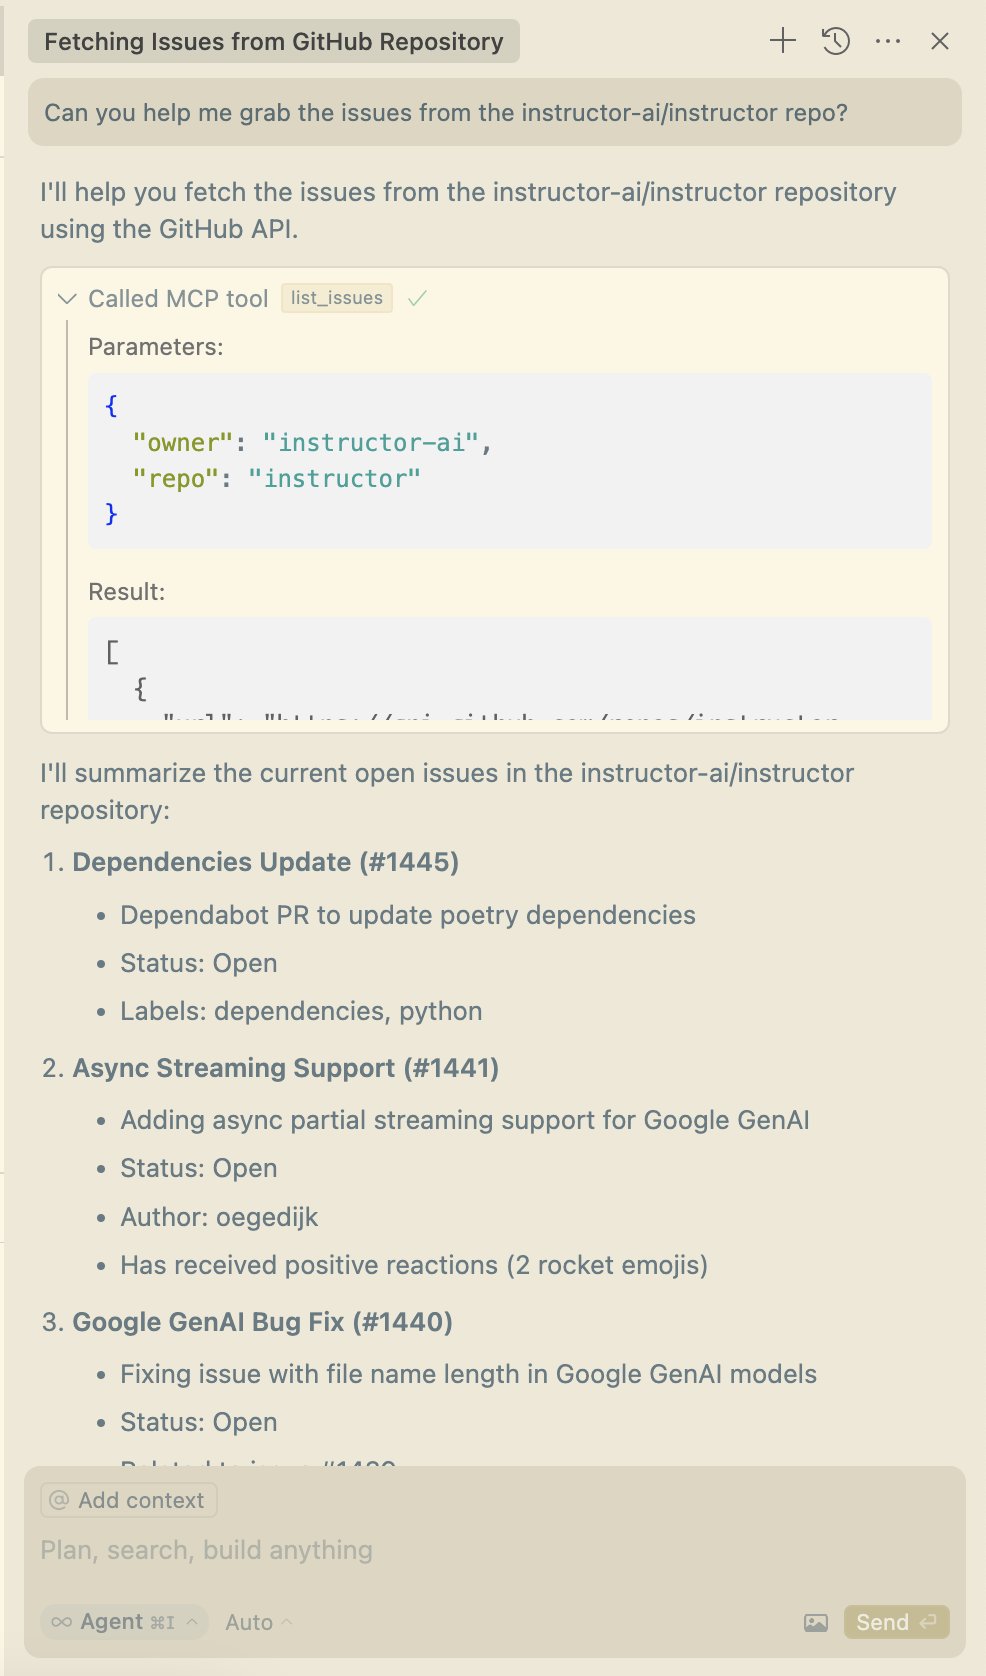 Fetching Issues from GitHub Repository
Can you help me grab the issues from the instructor-ai/instructor repo?
I'll help you fetch the issues from the instructor-ai/instructor repository
using the GitHub API.
Called MCP tool list_issues
Parameters:
{
"owner": "instructor-ai",
"repo": "instructor"
}
Result:
[
{
I'll summarize the current open issues in the instructor-ai/instructor
repository:
1. Dependencies Update (#1445)
• Dependabot PR to update poetry dependencies
• Status: Open
• Labels: dependencies, python
2. Async Streaming Support (#1441)
• Adding async partial streaming support for Google GenAI
• Status: Open
• Author: oegedijk
• Has received positive reactions (2 rocket emojis)
3. Google GenAI Bug Fix (#1440)
• Fixing issue with file name length in Google GenAI models
• Status: Open
@ Add context
Plan, search, build anything
Agent ⌘I Auto Send